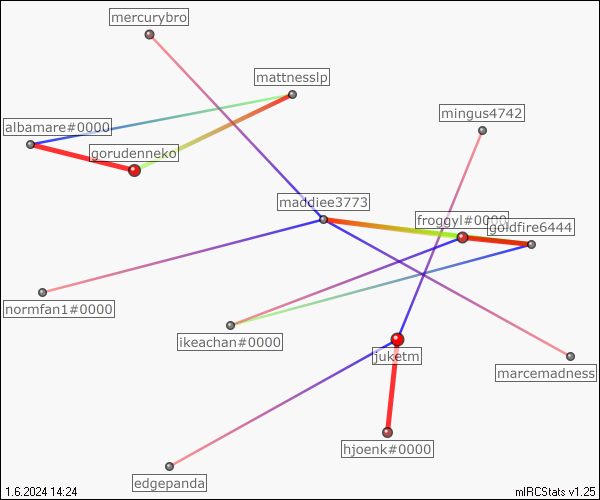 mercurybro
mattnesslp
mingus4742
albamare#0000
gorudenneko
maddiee3773
froggyl#0000
goldfire6444
normfan1#0000
ikeachan#0000
juketm
marcemadness
hjoenk#0000
edgepanda
1.6.2024 14:24
mIRCStats v1.25